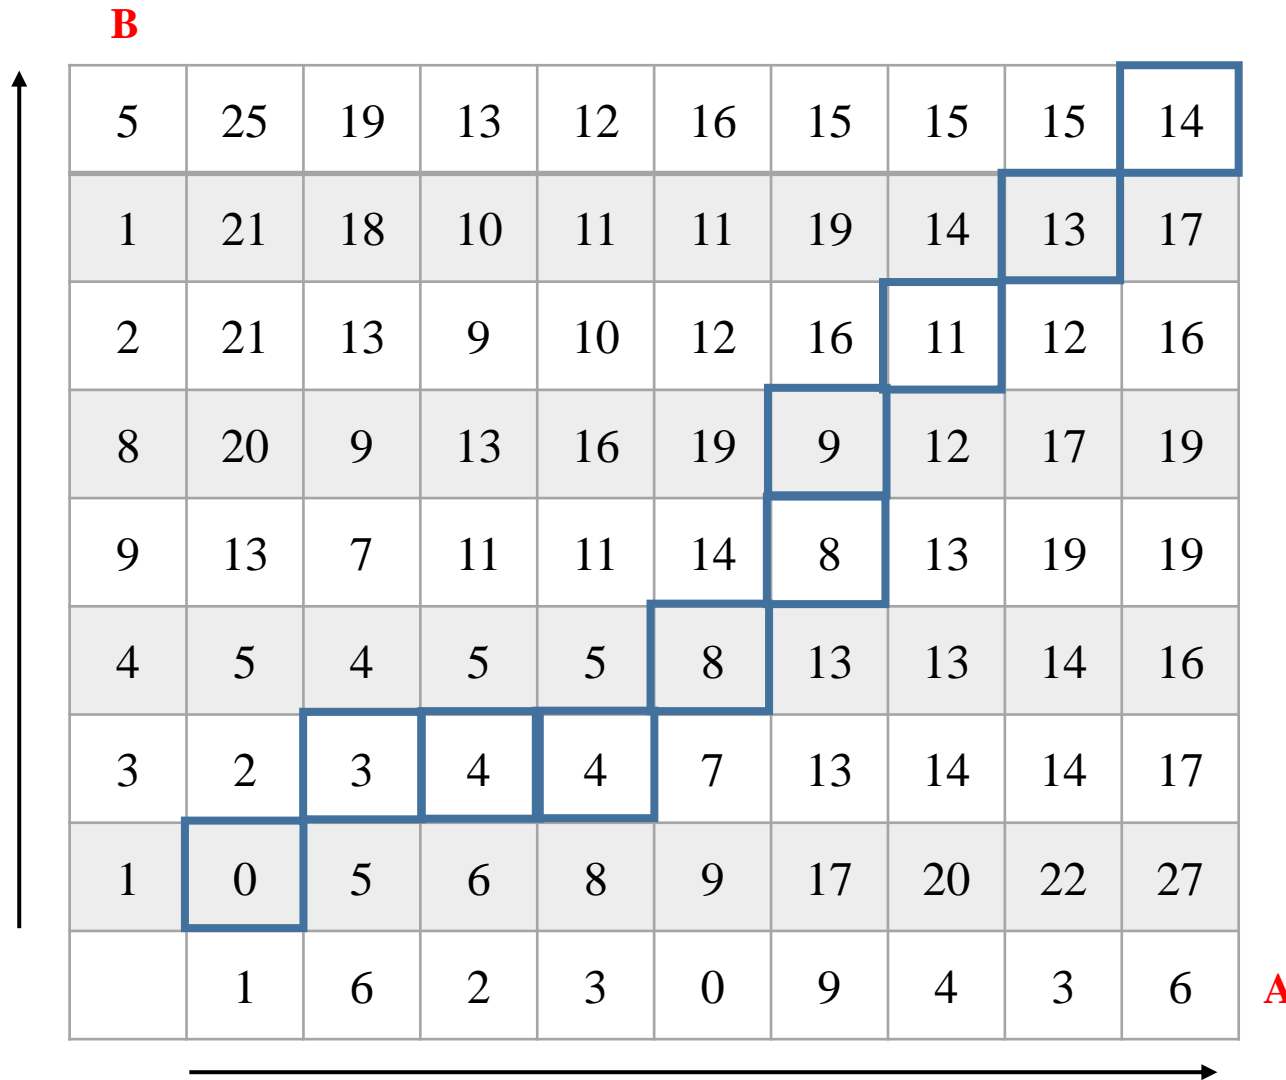 B
5 25 19 13 12 16 15 15 15 14
1 21 18 10 11 11 19 14 13 17
2 21 13 9 10 12 16 11 12 16
8 20 9 13 16 19 9 12 17 19
9 13 7 11 11 14 8 13 19 19
4 5 4 5 5 8 13 13 14 16
3 2 3 4 4 7 13 14 14 17
1 0 5 6 8 9 17 20 22 27
1 6 2 3 0 9 4 3 6 A